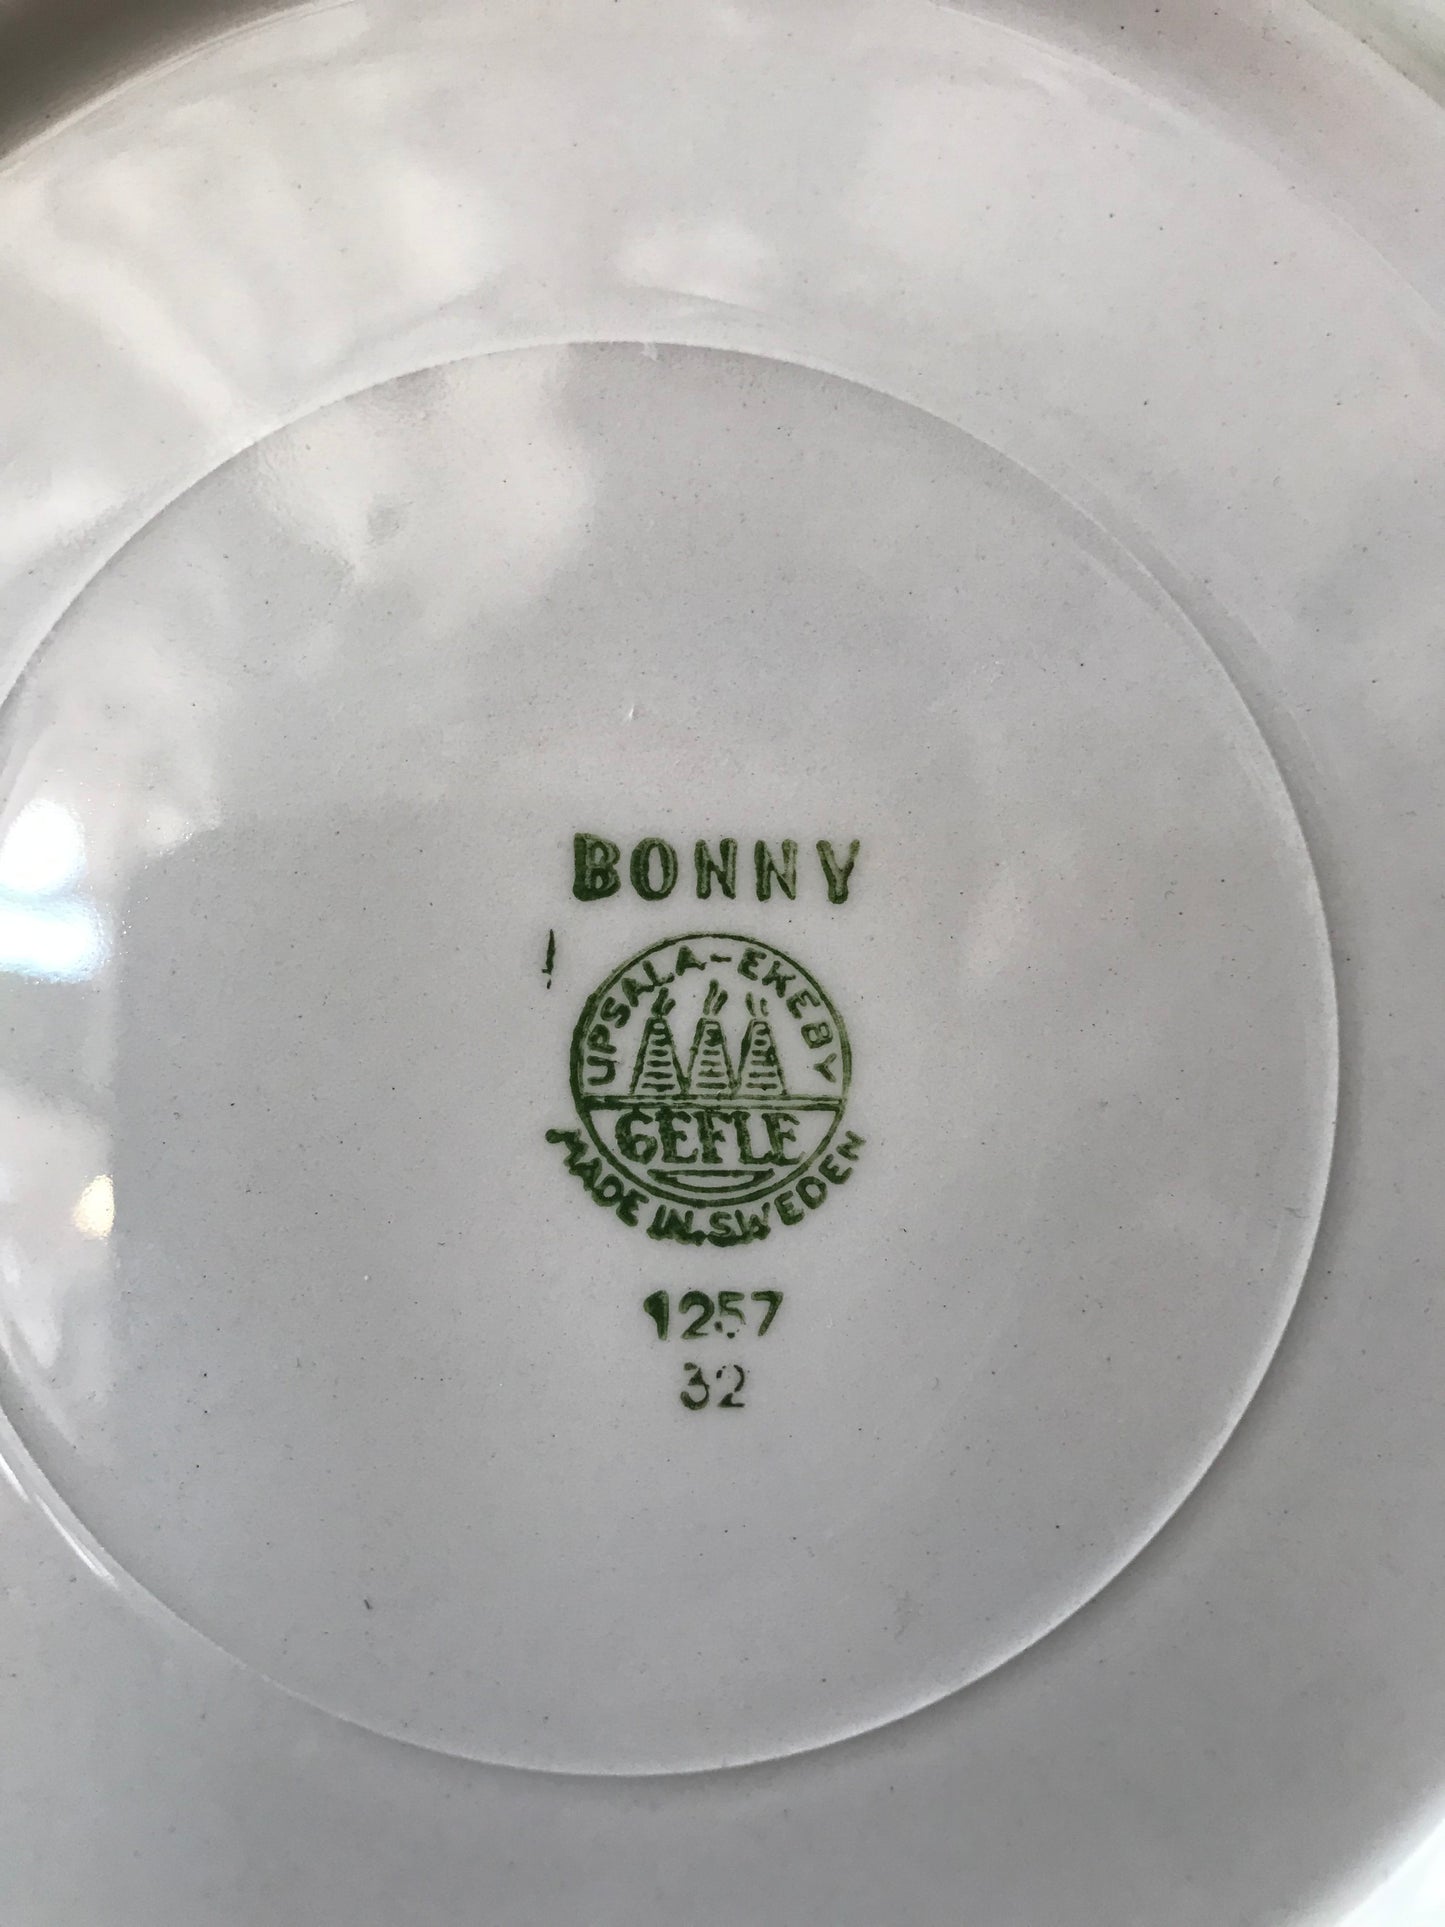 BONNY
UPSALA-EKEBY
GEFLE
MADE IN SWEDEN
1257
32